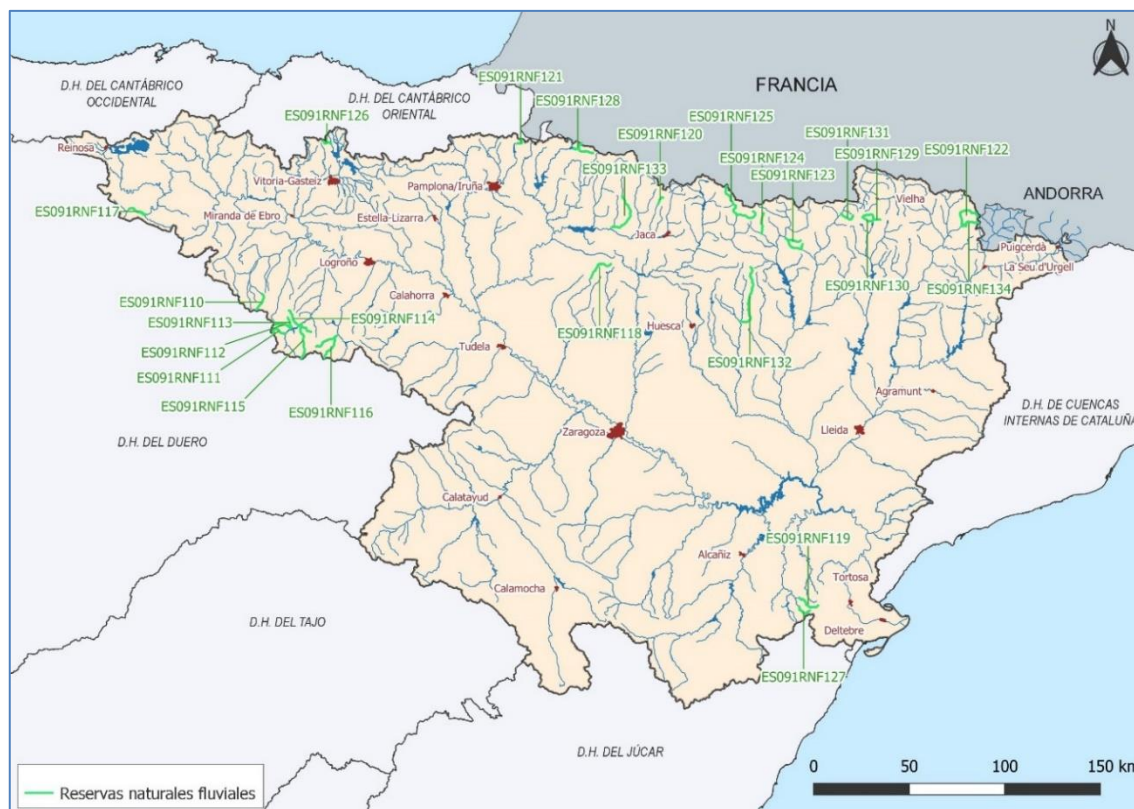 N
D.H. DEL CANTÁBRICO
OCCIDENTAL
D.H. DEL CANTÁBRICO
ORIENTAL
FRANCIA
ES091RNF121
ES091RNF128
ES091RNF126
ES091RNF120
ES091RNF125
ES091RNF131
ES091RNF133
ES091RNF124
ES091RNF129
ES091RNF122
ES091RNF123
Reinosa
Vitoria-Gasteiz
Pamplona/Iruña
Vielha
ANDORRA
ES091RNF117
Miranda de Ebro
Estella-Lizarra
Jaca
Puigcerdà
La Seu d'Urgell
Logroño
ES091RNF130
ES091RNF134
ES091RNF110
Calahorra
ES091RNF113
ES091RNF114
ES091RNF118
Huesca
ES091RNF112
Tudela
ES091RNF132
ES091RNF111
ES091RNF115
ES091RNF116
Agramunt
D.H. DE CUENCAS
INTERNAS DE CATALUÑA
D.H. DEL DUERO
Zaragoza
Lleida
Calatayud
ES091RNF119
Alcañiz
Calamocha
Tortosa
D.H. DEL TAJO
Deltebre
ES091RNF127
D.H. DEL JÚCAR
0 50 100 150 km
Reservas naturales fluviales